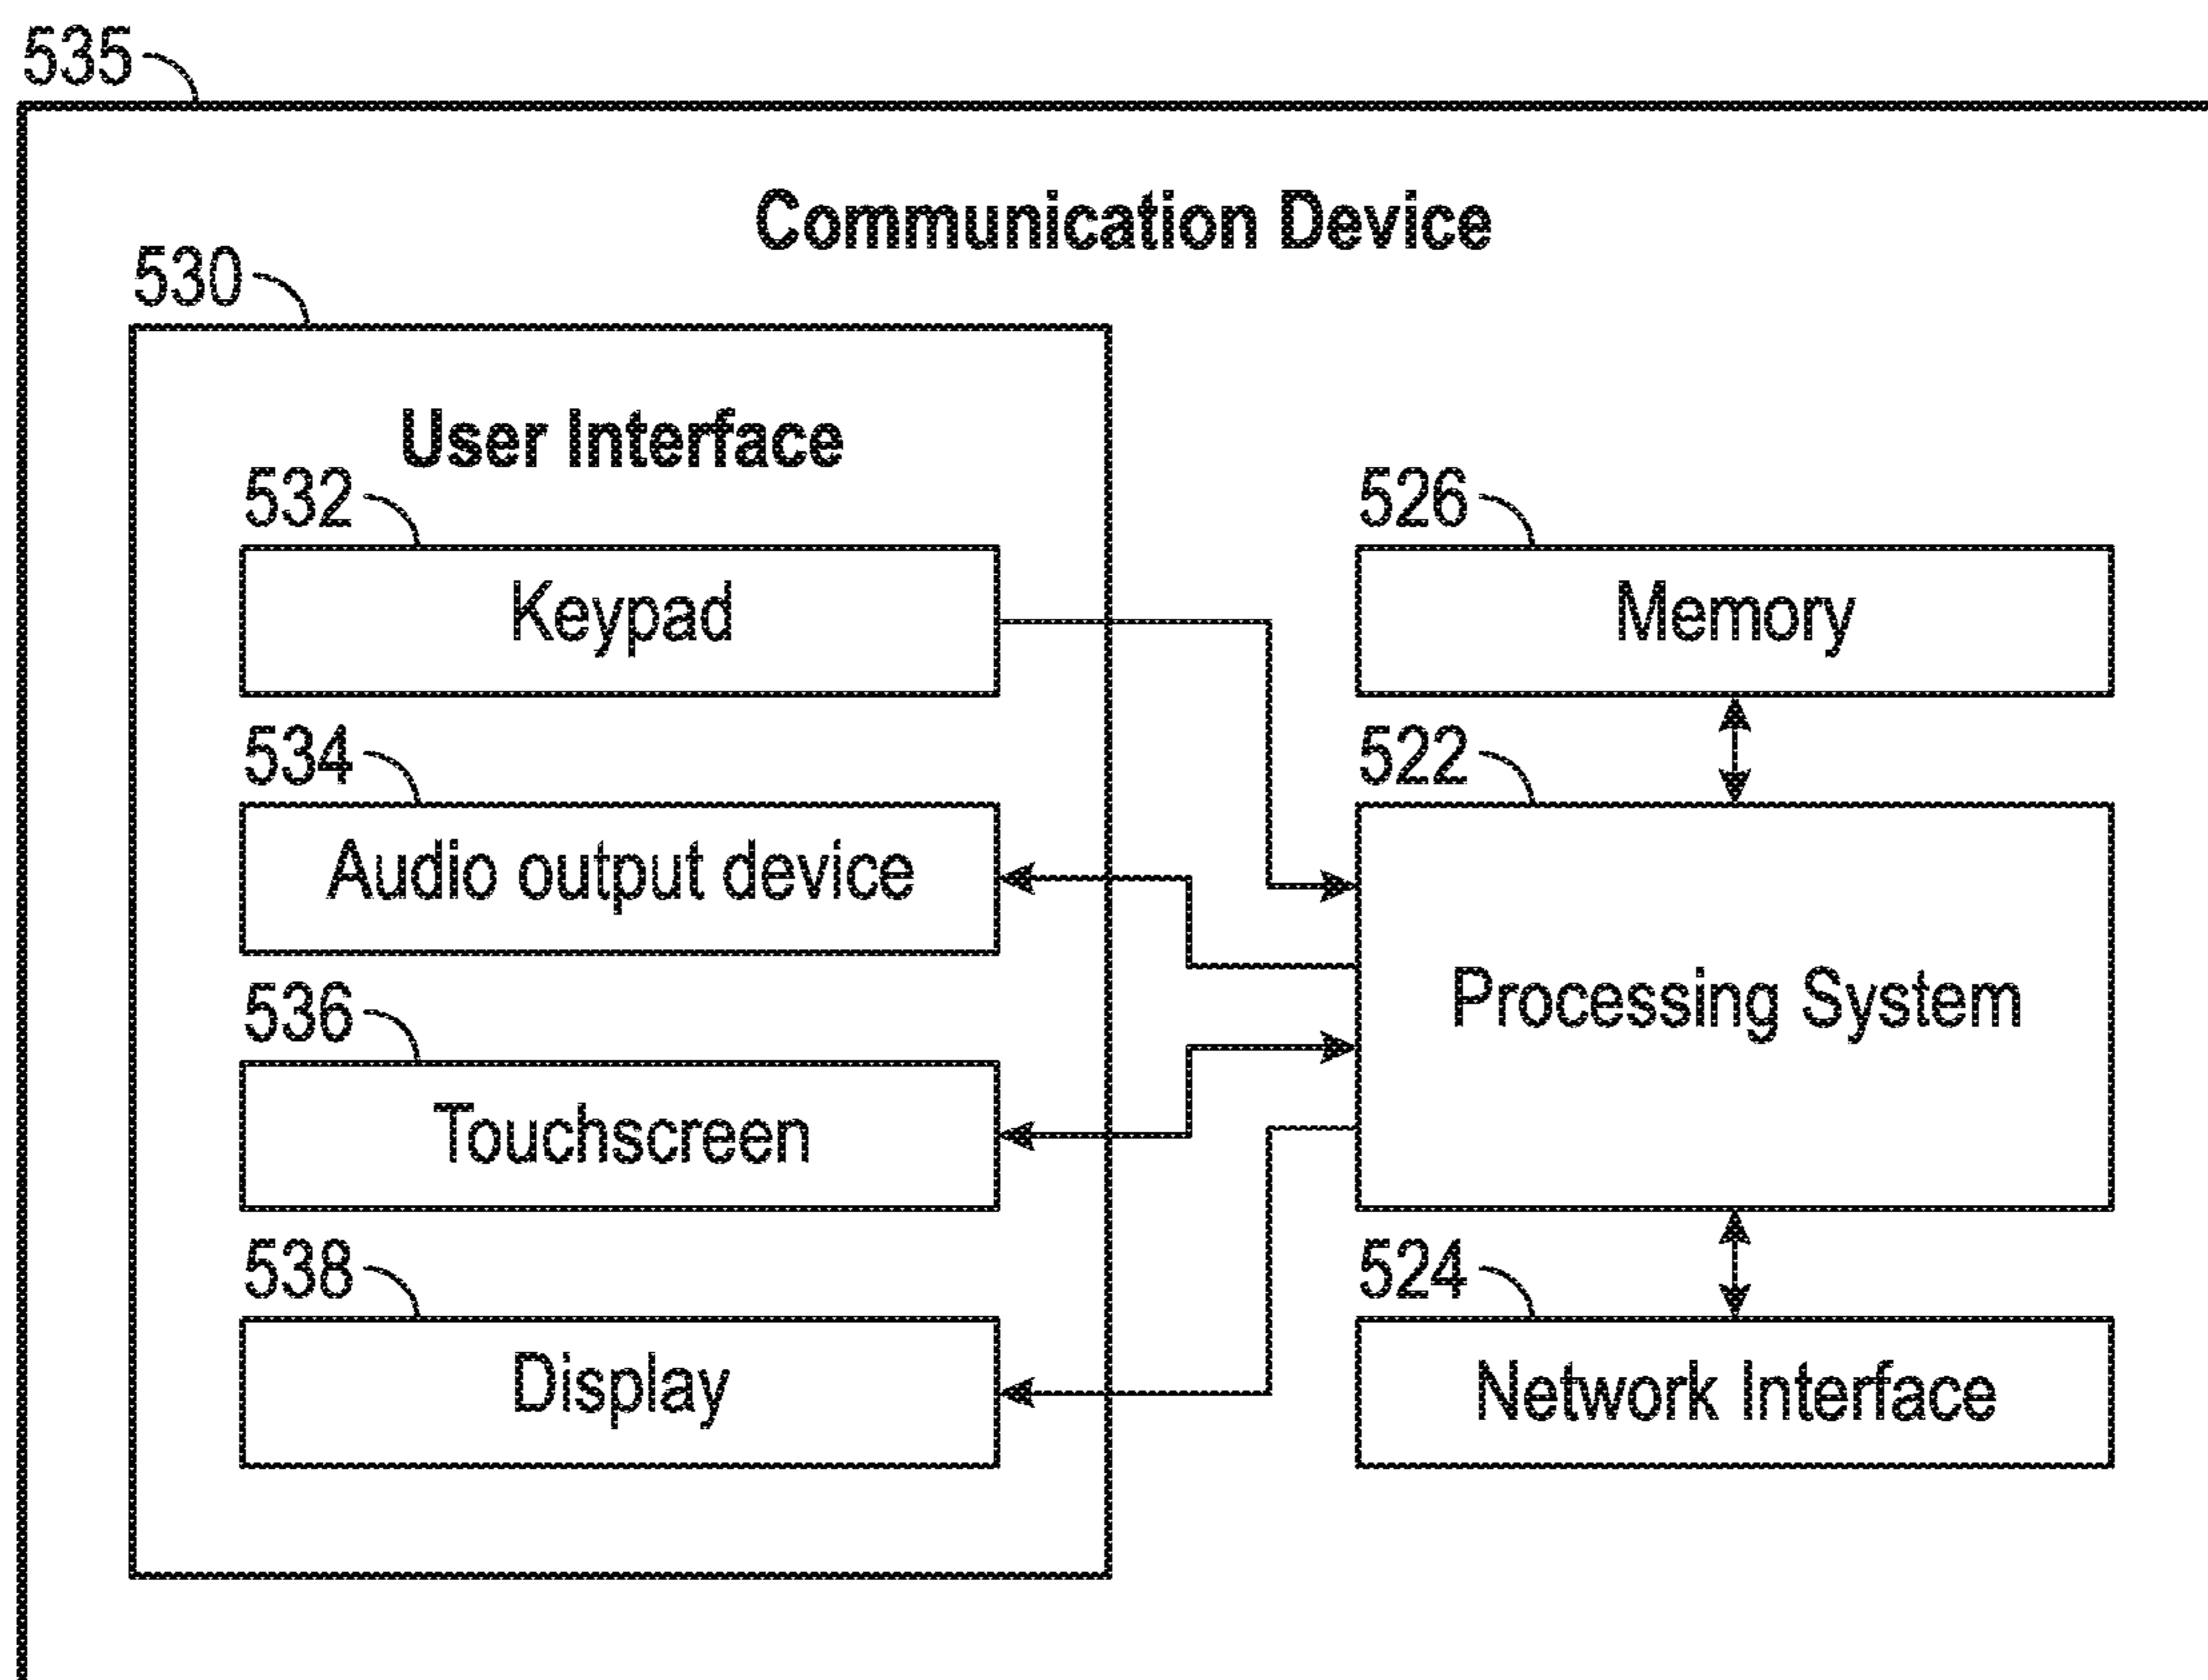 535
Communication Device
530
User Interface
532
Keypad
534
Audio output device
536
Touchscreen
538
Display
526
Memory
522
Processing System
524
Network Interface